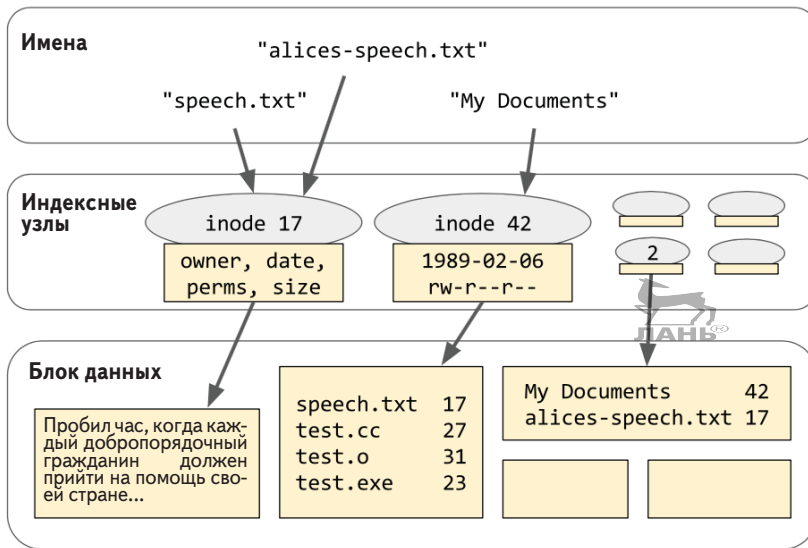 Имена
"alices-speech.txt"
"speech.txt"
"My Documents"
Индексные
узлы
inode 17
owner, date,
perms, size
inode 42
1989-02-06
rw-r--r--
2
ЛАНЬ®
Блок данных
Пробил час, когда каж-
дый добропорядочный
гражданин должен
прийти на помощь сво-
ей стране...
speech.txt 17
test.cc 27
test.o 31
test.exe 23
My Documents 42
alices-speech.txt 17